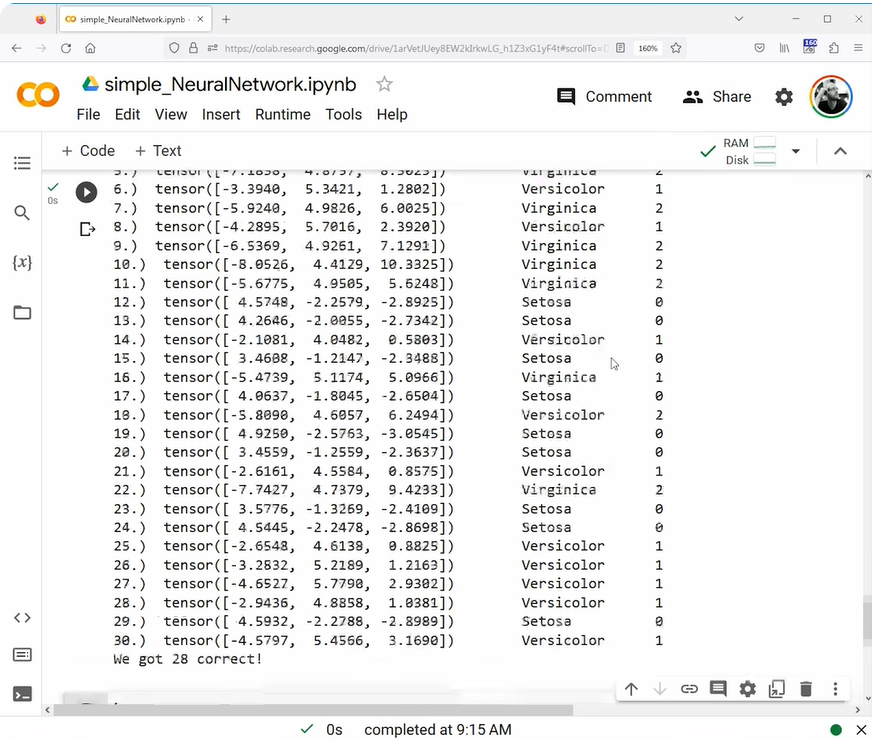 simple_NeuralNetwork.ipynb -
https://colab.research.google.com/drive/1arVetJUey8EW2kIrkwLG_h1Z3xG1yF4t#scrollTo=
160%
160
simple_NeuralNetwork.ipynb
File Edit View Insert Runtime Tools Help
Comment
Share
+ Code + Text
RAM
Disk
0s
{x}
5.) tensor([-7.1838, 4.8757, 8.5023]) Virginica 2
6.) tensor([-3.3940, 5.3421, 1.2802]) Versicolor 1
7.) tensor([-5.9240, 4.9826, 6.0025]) Virginica 2
8.) tensor([-4.2895, 5.7016, 2.3920]) Versicolor 1
9.) tensor([-6.5369, 4.9261, 7.1291]) Virginica 2
10.) tensor([-8.0526, 4.4129, 10.3325]) Virginica 2
11.) tensor([-5.6775, 4.9505, 5.6248]) Virginica 2
12.) tensor([ 4.5748, -2.2579, -2.8925]) Setosa 0
13.) tensor([ 4.2646, -2.0055, -2.7342]) Setosa 0
14.) tensor([-2.1081, 4.0482, 0.5803]) Versicolor 1
15.) tensor([ 3.4608, -1.2147, -2.3488]) Setosa 0
16.) tensor([-5.4739, 5.1174, 5.0966]) Virginica 1
17.) tensor([ 4.0637, -1.8045, -2.6504]) Setosa 0
18.) tensor([-5.8090, 4.6057, 6.2494]) Versicolor 2
19.) tensor([ 4.9250, -2.5763, -3.0545]) Setosa 0
20.) tensor([ 3.4559, -1.2559, -2.3637]) Setosa 0
21.) tensor([-2.6161, 4.5584, 0.8575]) Versicolor 1
22.) tensor([-7.7427, 4.7379, 9.4233]) Virginica 2
23.) tensor([ 3.5776, -1.3269, -2.4109]) Setosa 0
24.) tensor([ 4.5445, -2.2478, -2.8698]) Setosa 0
25.) tensor([-2.6548, 4.6138, 0.8825]) Versicolor 1
26.) tensor([-3.2832, 5.2189, 1.2163]) Versicolor 1
27.) tensor([-4.6527, 5.7790, 2.9302]) Versicolor 1
28.) tensor([-2.9436, 4.8858, 1.0381]) Versicolor 1
29.) tensor([ 4.5932, -2.2788, -2.8989]) Setosa 0
30.) tensor([-4.5797, 5.4566, 3.1690]) Versicolor 1
We got 28 correct!
0s completed at 9:15 AM